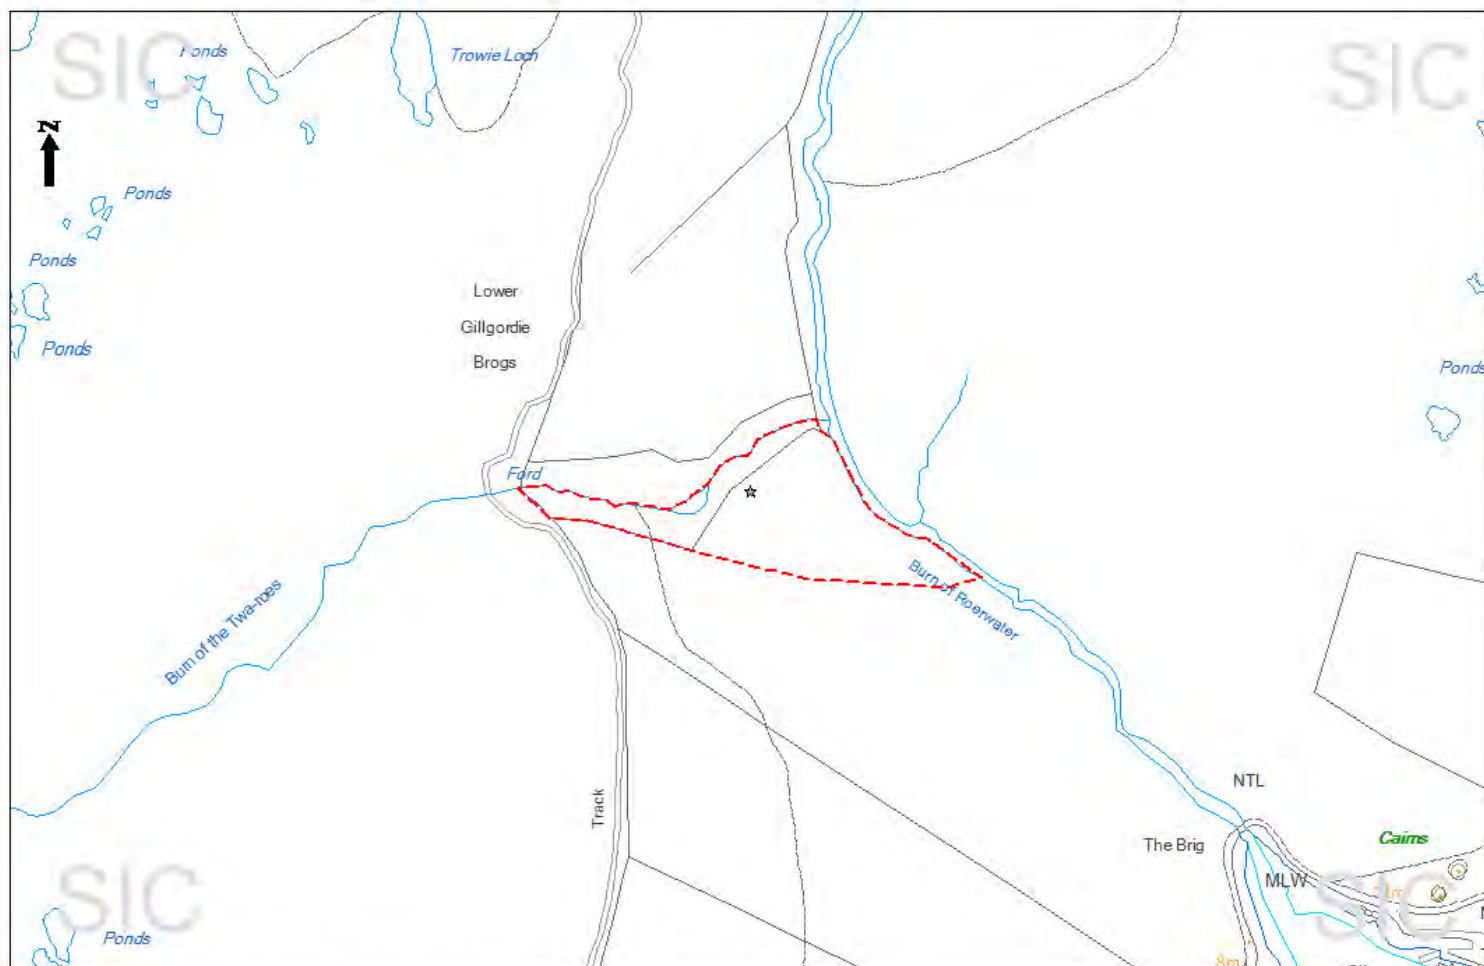 SIC
Ponds
Trowie Loch
SIC
N
Ponds
Ponds
Lower
Gillgordie
Brogs
Ponds
Ponds
Ford
Burn of the Twa-roes
Burn of Roerwater
NTL
Track
The Brig
Cairns
MLW
SIC
SIC
Ponds
8m